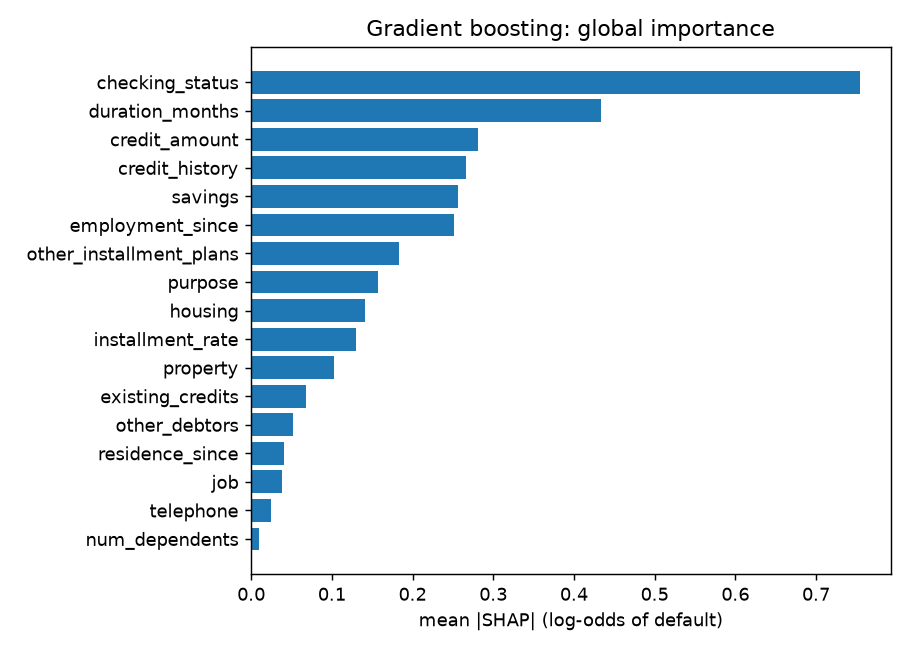 Gradient boosting: global importance
checking_status
duration_months
credit_amount
credit_history
savings
employment_since
other_installment_plans
purpose
housing
installment_rate
property
existing_credits
other_debtors
residence_since
job
telephone
num_dependents
0.0 0.1 0.2 0.3 0.4 0.5 0.6 0.7
mean |SHAP| (log-odds of default)